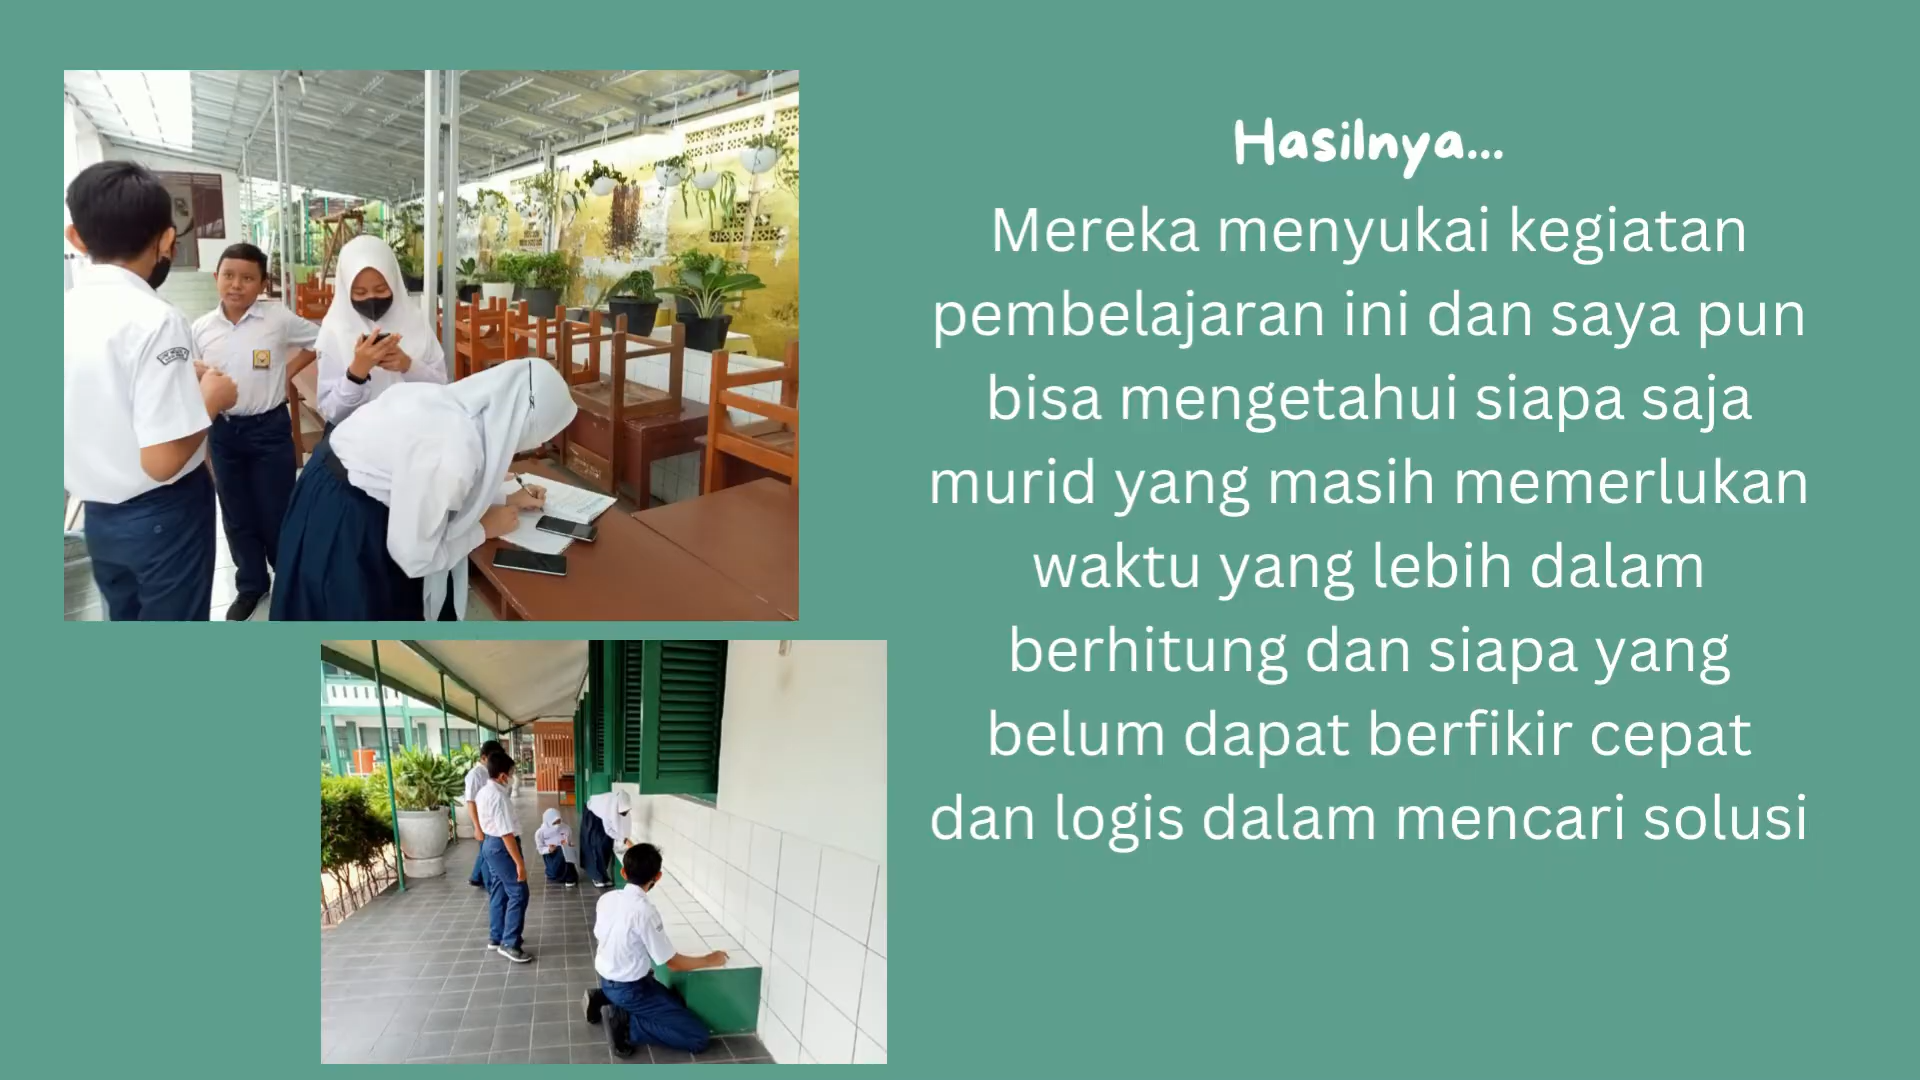 Hasilnya...
Mereka menyukai kegiatan
pembelajaran ini dan saya pun
bisa mengetahui siapa saja
murid yang masih memerlukan
waktu yang lebih dalam
berhitung dan siapa yang
belum dapat berfikir cepat
dan logis dalam mencari solusi